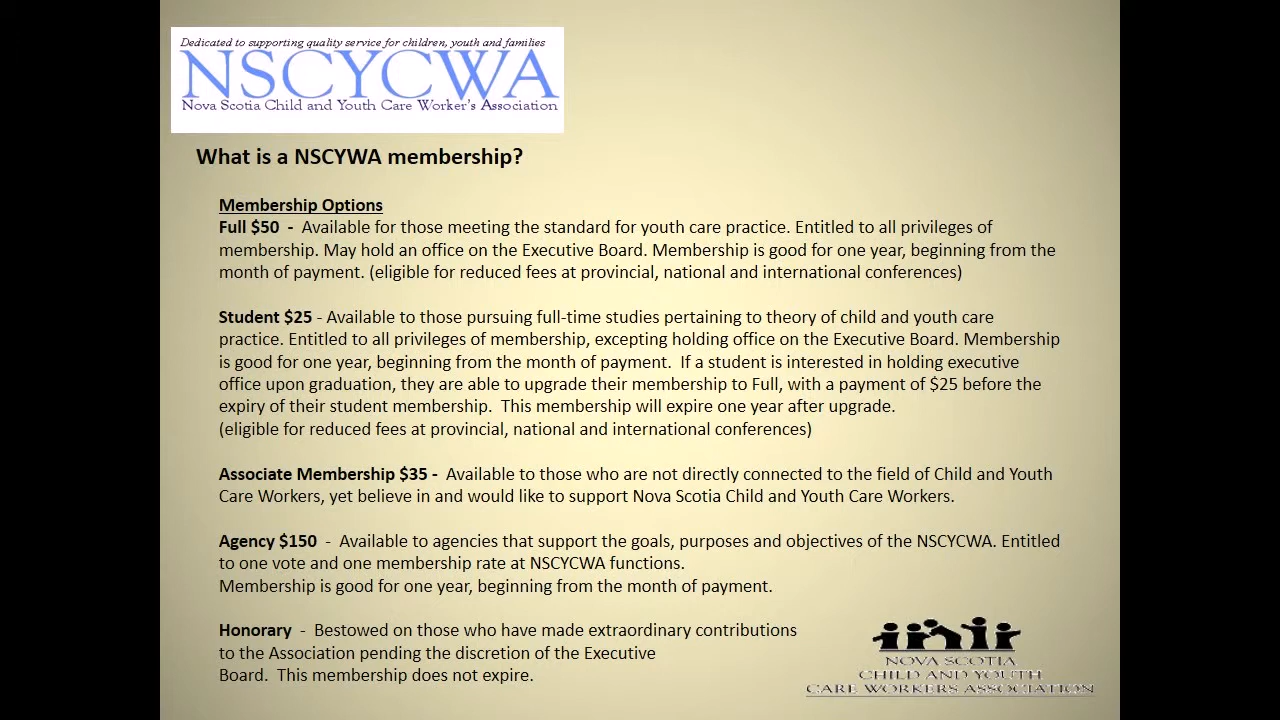 Dedicated to supporting quality service for children, youth and families
NSCYCWA
Nova Scotia Child and Youth Care Worker's Association
What is a NSCYWA membership?
Membership Options
Full $50 - Available for those meeting the standard for youth care practice. Entitled to all privileges of
membership. May hold an office on the Executive Board. Membership is good for one year, beginning from the
month of payment. (eligible for reduced fees at provincial, national and international conferences)
Student $25 - Available to those pursuing full-time studies pertaining to theory of child and youth care
practice. Entitled to all privileges of membership, excepting holding office on the Executive Board. Membership
is good for one year, beginning from the month of payment. If a student is interested in holding executive
office upon graduation, they are able to upgrade their membership to Full, with a payment of $25 before the
expiry of their student membership. This membership will expire one year after upgrade.
(eligible for reduced fees at provincial, national and international conferences)
Associate Membership $35 - Available to those who are not directly connected to the field of Child and Youth
Care Workers, yet believe in and would like to support Nova Scotia Child and Youth Care Workers.
Agency $150 - Available to agencies that support the goals, purposes and objectives of the NSCYCWA. Entitled
to one vote and one membership rate at NSCYCWA functions.
Membership is good for one year, beginning from the month of payment.
Honorary - Bestowed on those who have made extraordinary contributions
to the Association pending the discretion of the Executive
Board. This membership does not expire.
NOVA SCOTIA
CHILD AND YOUTH
CARE WORKERS ASSOCIATION